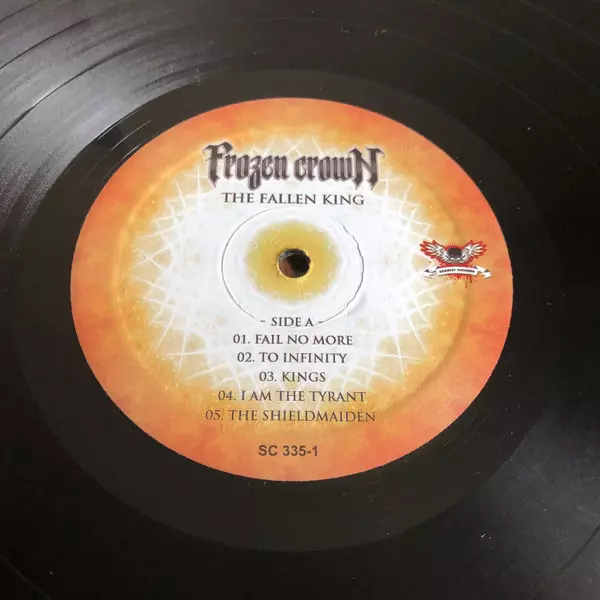 Frozen Crown
THE FALLEN KING
- SIDE A -
01. FAIL NO MORE
02. TO INFINITY
03. KINGS
04. I AM THE TYRANT
05. THE SHIELDMAIDEN
SC 335-1